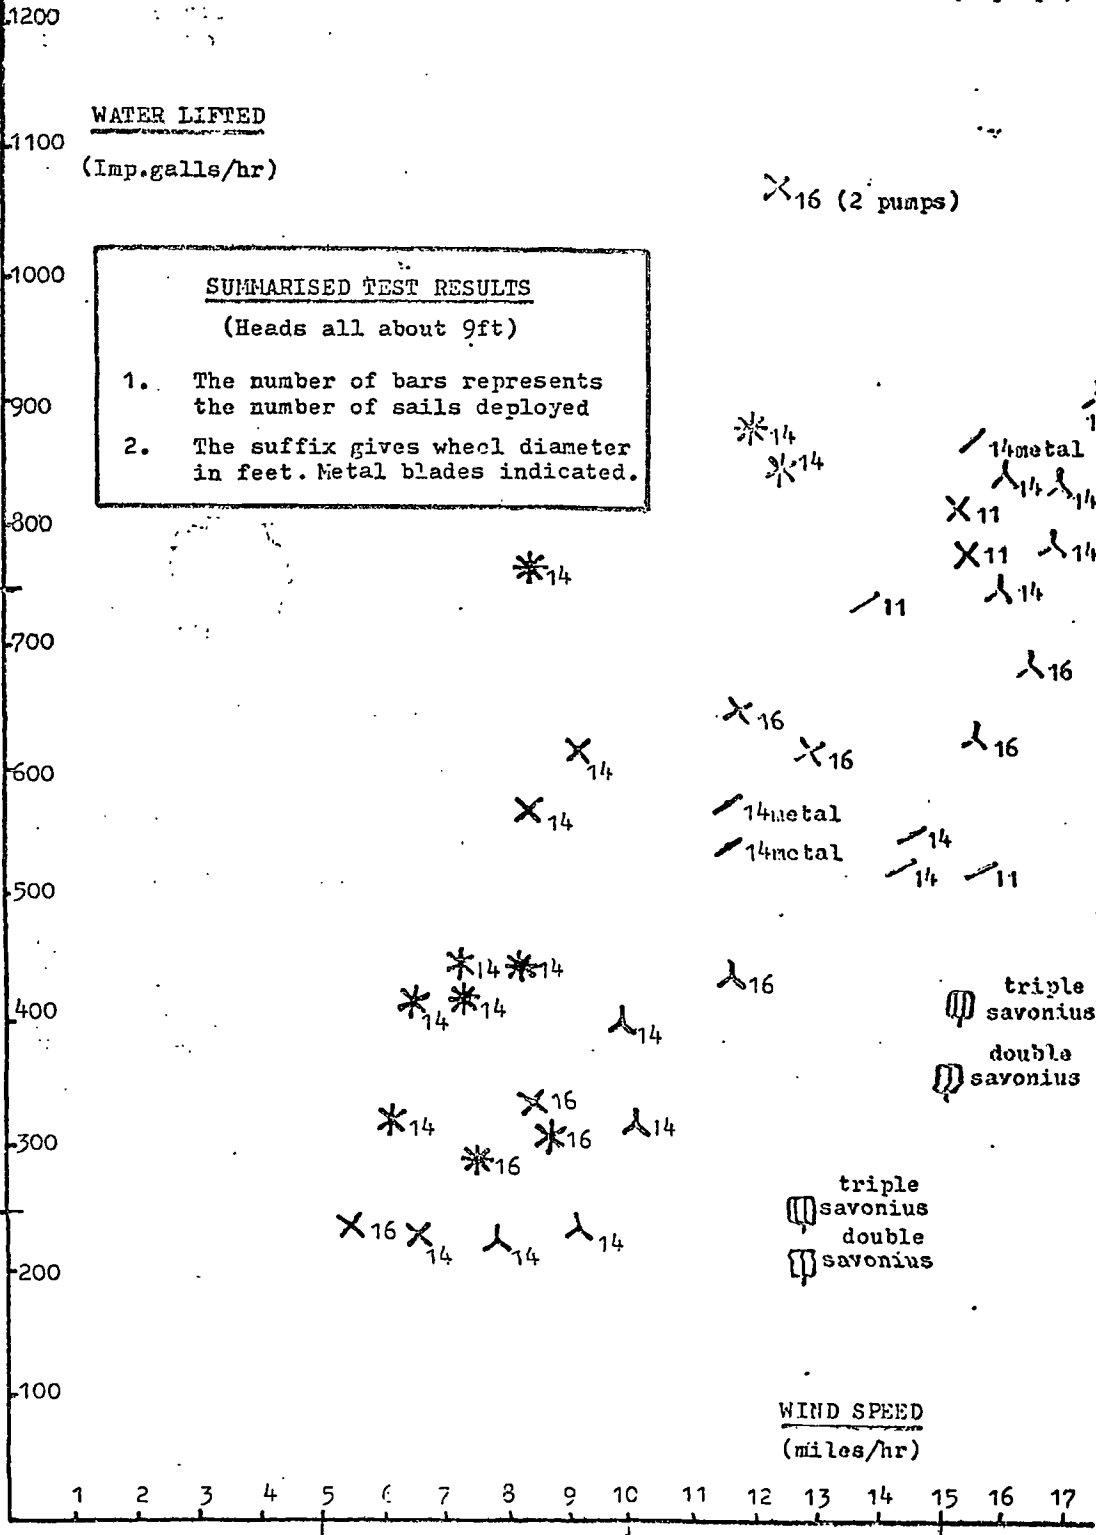 1200
WATER LIFTED
1100
(Imp.galls/hr)
16 (2 pumps)
1000
SUMMARISED TEST RESULTS
(Heads all about 9ft)
1. The number of bars represents
the number of sails deployed
2. The suffix gives wheel diameter
in feet. Metal blades indicated.
900
14
14
14metal
14
14
800
11
11
14
14
14
11
700
16
16
16
16
600
14
14
14metal
14metal
14
14
11
500
14
14
14
14
16
400
14
triple
savonius
double
savonius
16
14
16
14
300
16
triple
savonius
double
savonius
16
14
14
14
200
100
WIND SPEED
(miles/hr)
1 2 3 4 5 6 7 8 9 10 11 12 13 14 15 16 17